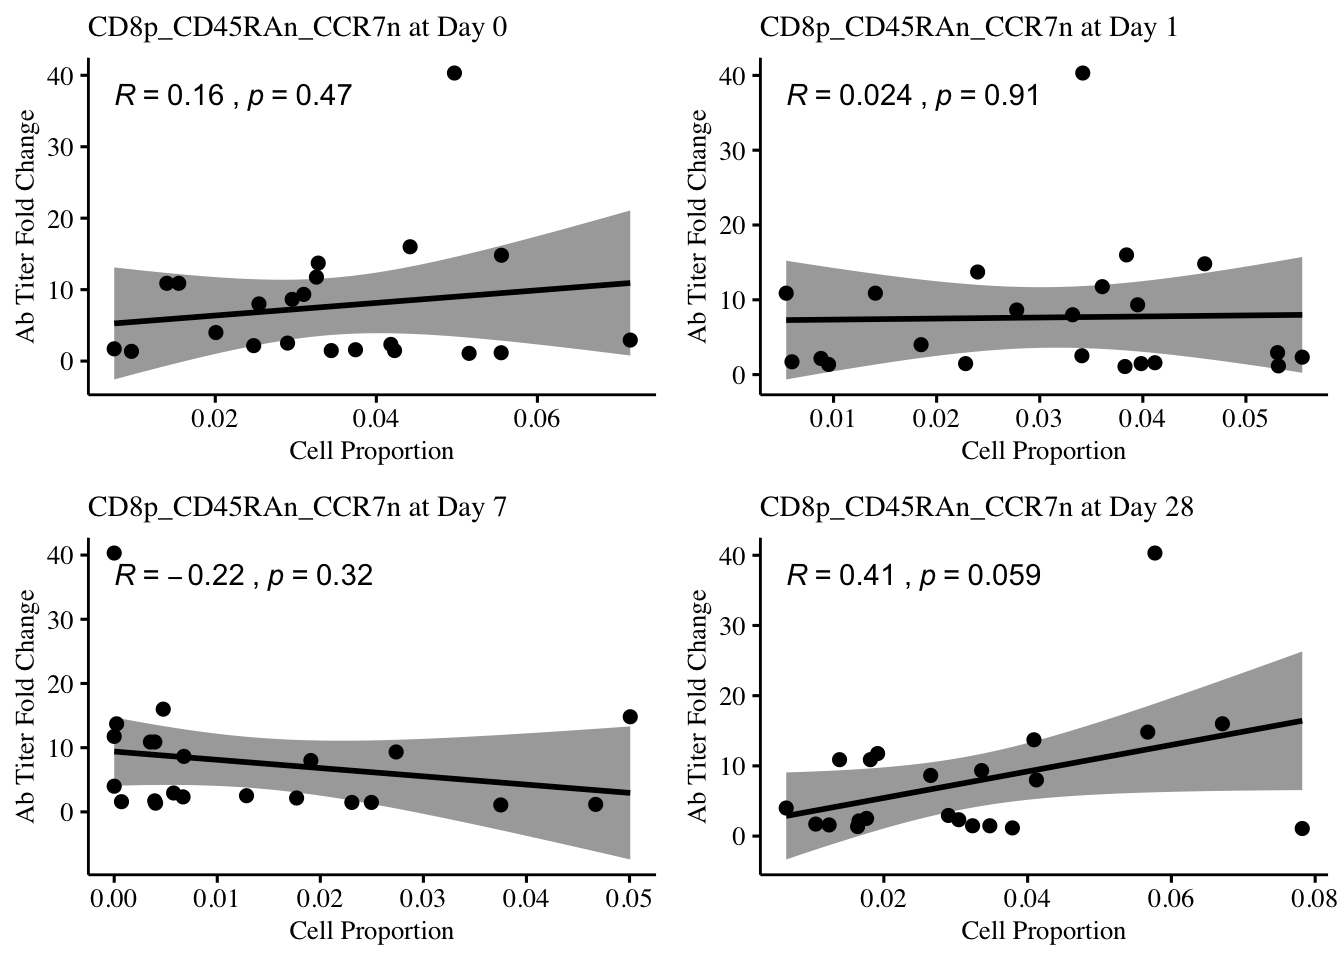 CD8p_CD45RAn_CCR7n at Day 0
R = 0.16 , p = 0.47
Ab Titer Fold Change
40
30
20
10
0
0.02 0.04 0.06
Cell Proportion
CD8p_CD45RAn_CCR7n at Day 1
R = 0.024 , p = 0.91
Ab Titer Fold Change
40
30
20
10
0
0.01 0.02 0.03 0.04 0.05
Cell Proportion
CD8p_CD45RAn_CCR7n at Day 7
R = −0.22 , p = 0.32
Ab Titer Fold Change
40
30
20
10
0
0.00 0.01 0.02 0.03 0.04 0.05
Cell Proportion
CD8p_CD45RAn_CCR7n at Day 28
R = 0.41 , p = 0.059
Ab Titer Fold Change
40
30
20
10
0
0.02 0.04 0.06 0.08
Cell Proportion